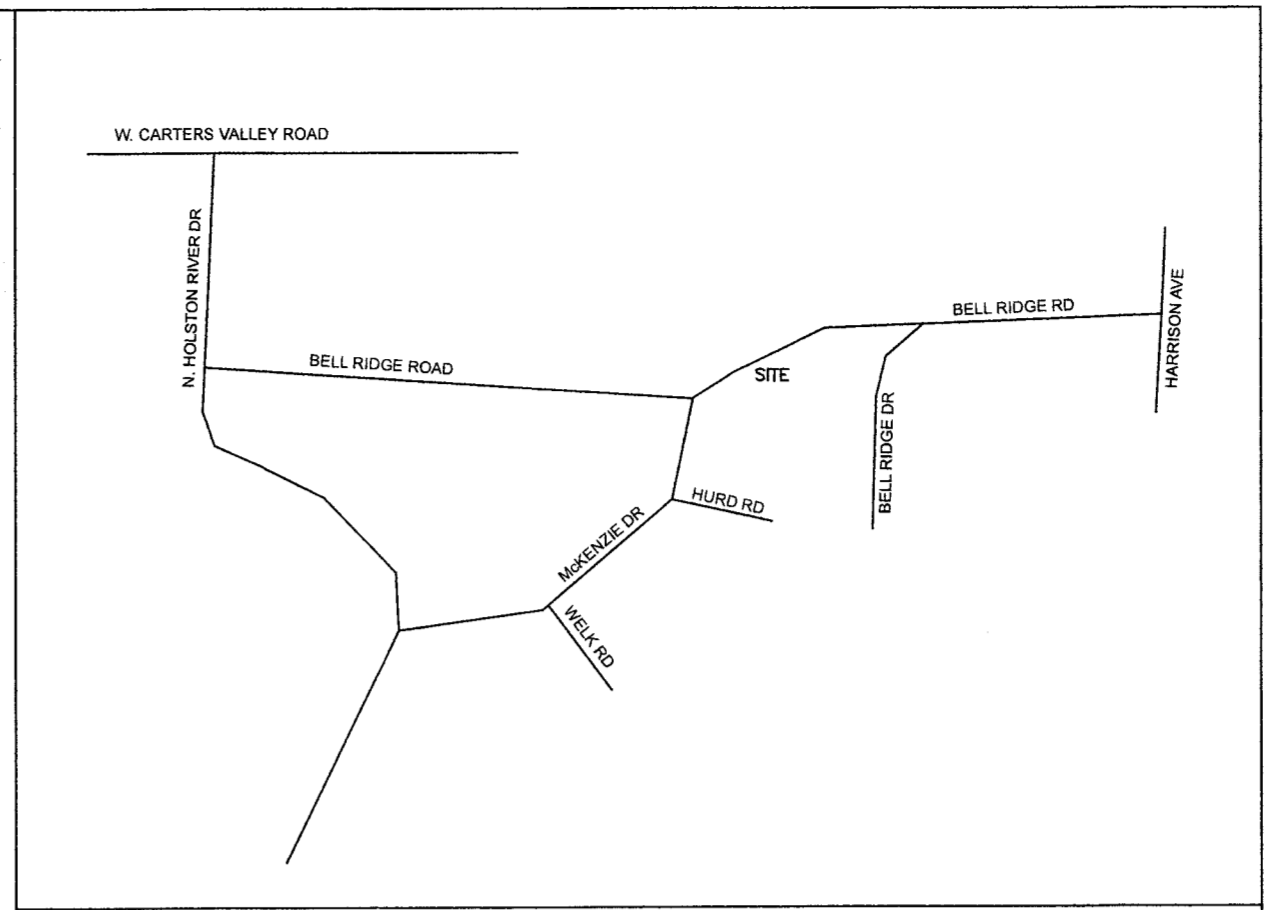 W. CARTERS VALLEY ROAD
N. HOLSTON RIVER DR
BELL RIDGE RD
HARRISON AVE
BELL RIDGE ROAD
SITE
BELL RIDGE DR
HURD RD
McKENZIE DR
WELK RD